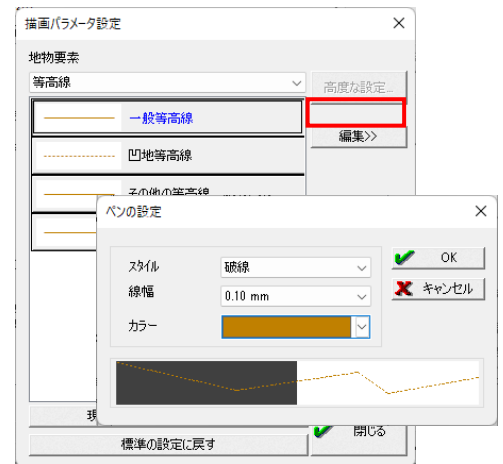 描画パラメータ設定
地物要素
等高線
高度な設定...
一般等高線
編集>>
凹地等高線
その他の等高線
ペンの設定
スタイル
破線
OK
線幅
0.10 mm
キャンセル
カラー
現
閉じる
標準の設定に戻す